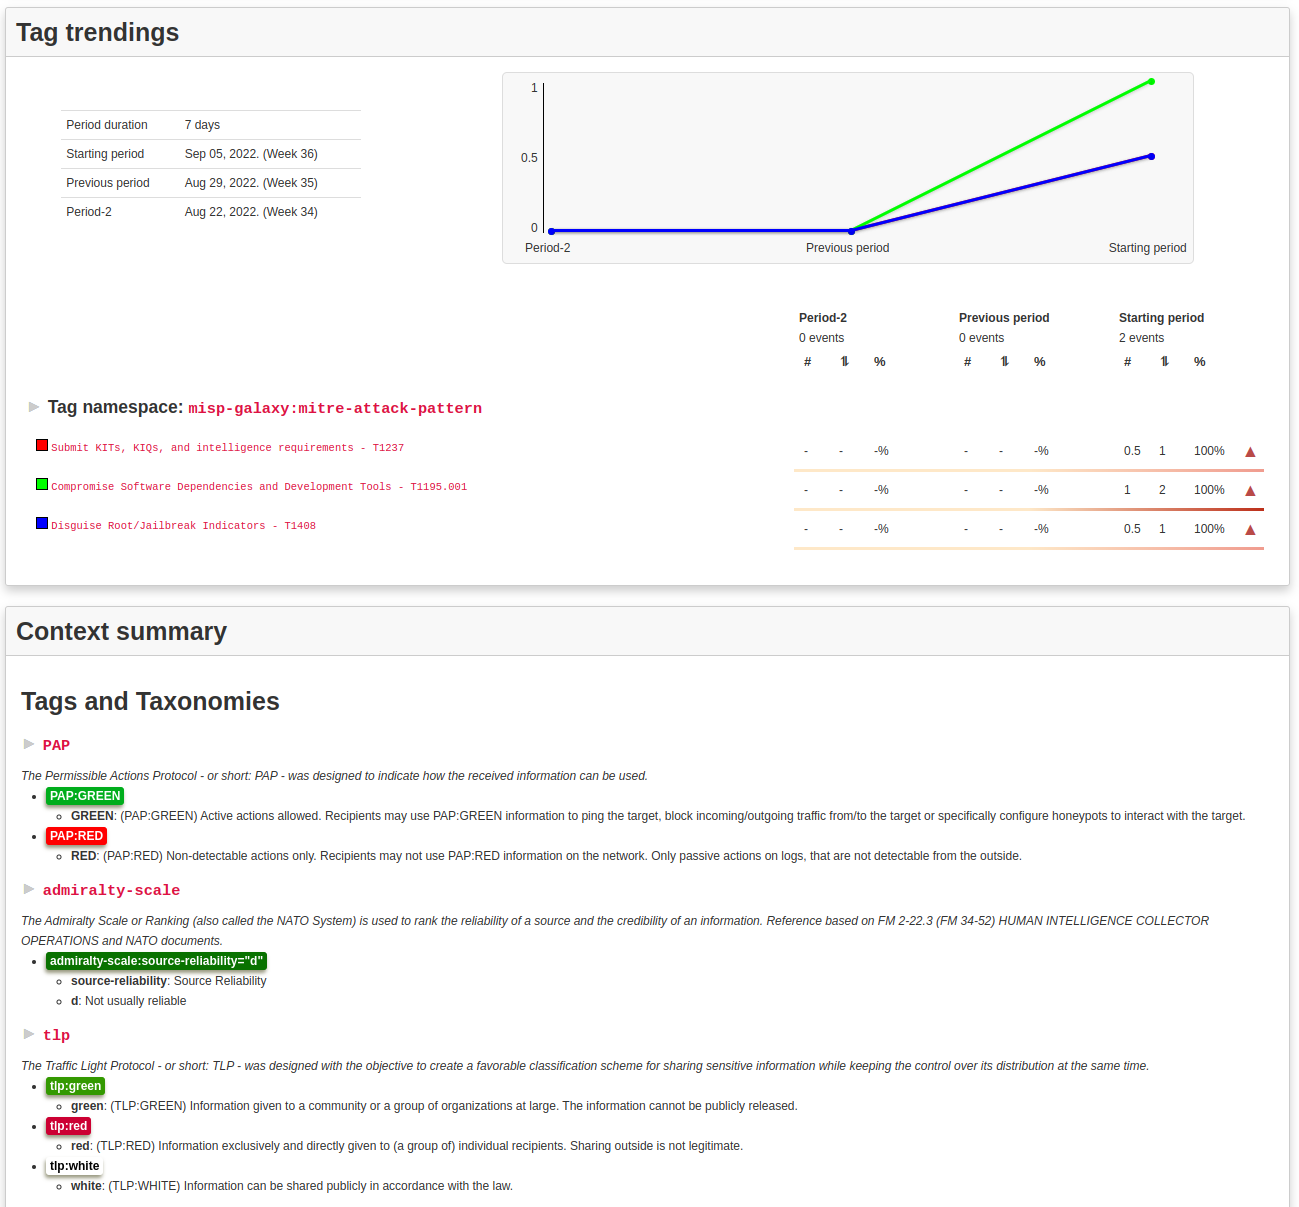 Tag trendings
Period duration 7 days
Starting period Sep 05, 2022. (Week 36)
Previous period Aug 29, 2022. (Week 35)
Period-2 Aug 22, 2022. (Week 34)
1
0.5
0
Period-2 Previous period Starting period
Period-2 Previous period Starting period
0 events 0 events 2 events
# ⥮ % # ⥮ % # ⥮ %
Tag namespace: misp-galaxy:mitre-attack-pattern
Submit KITs, KIQs, and intelligence requirements - T1237 - - -% - - -% 0.5 1 100% ▲
Compromise Software Dependencies and Development Tools - T1195.001 - - -% - - -% 1 2 100% ▲
Disguise Root/Jailbreak Indicators - T1408 - - -% - - -% 0.5 1 100% ▲
Context summary
Tags and Taxonomies
PAP
The Permissible Actions Protocol - or short: PAP - was designed to indicate how the received information can be used.
PAP:GREEN
GREEN: (PAP:GREEN) Active actions allowed. Recipients may use PAP:GREEN information to ping the target, block incoming/outgoing traffic from/to the target or specifically configure honeypots to interact with the target.
PAP:RED
RED: (PAP:RED) Non-detectable actions only. Recipients may not use PAP:RED information on the network. Only passive actions on logs, that are not detectable from the outside.
admiralty-scale
The Admiralty Scale or Ranking (also called the NATO System) is used to rank the reliability of a source and the credibility of an information. Reference based on FM 2-22.3 (FM 34-52) HUMAN INTELLIGENCE COLLECTOR
OPERATIONS and NATO documents.
admiralty-scale:source-reliability="d"
source-reliability: Source Reliability
d: Not usually reliable
tlp
The Traffic Light Protocol - or short: TLP - was designed with the objective to create a favorable classification scheme for sharing sensitive information while keeping the control over its distribution at the same time.
tlp:green
green: (TLP:GREEN) Information given to a community or a group of organizations at large. The information cannot be publicly released.
tlp:red
red: (TLP:RED) Information exclusively and directly given to (a group of) individual recipients. Sharing outside is not legitimate.
tlp:white
white: (TLP:WHITE) Information can be shared publicly in accordance with the law.